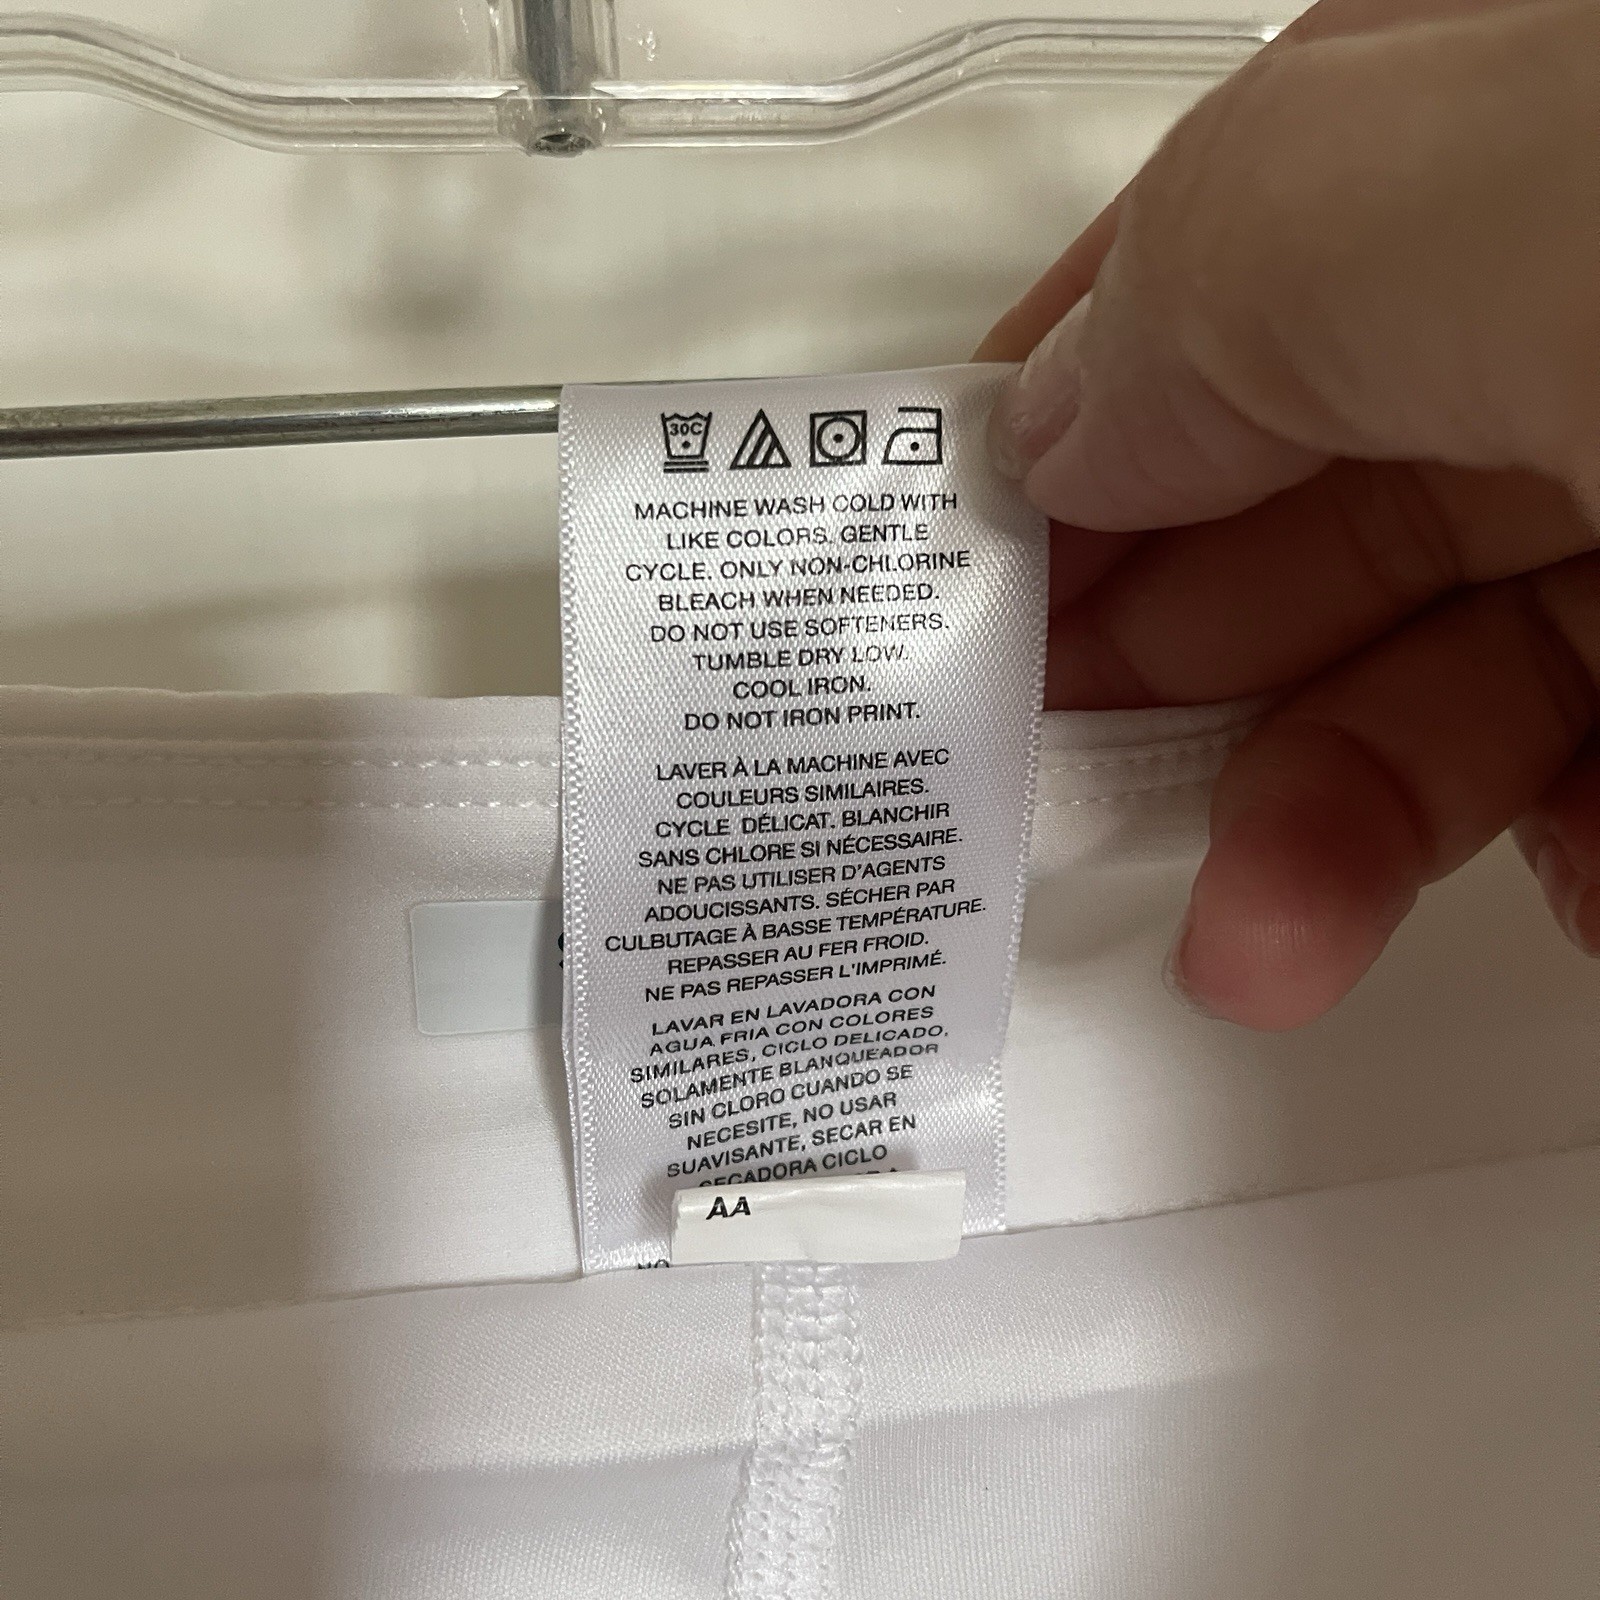 30C
MACHINE WASH COLD WITH
LIKE COLORS. GENTLE
CYCLE. ONLY NON-CHLORINE
BLEACH WHEN NEEDED.
DO NOT USE SOFTENERS.
TUMBLE DRY LOW.
COOL IRON.
DO NOT IRON PRINT.
LAVER À LA MACHINE AVEC
COULEURS SIMILAIRES.
CYCLE DÉLICAT. BLANCHIR
SANS CHLORE SI NÉCESSAIRE.
NE PAS UTILISER D'AGENTS
ADOUCISSANTS. SÉCHER PAR
CULBUTAGE À BASSE TEMPÉRATURE.
REPASSER AU FER FROID.
NE PAS REPASSER L'IMPRIMÉ.
LAVAR EN LAVADORA CON
AGUA FRIA CON COLORES
SIMILARES, CICLO DELICADO,
SOLAMENTE BLANQUEADOR
SIN CLORO CUANDO SE
NECESITE, NO USAR
SUAVISANTE, SECAR EN
SECADORA CICLO
AA
NO